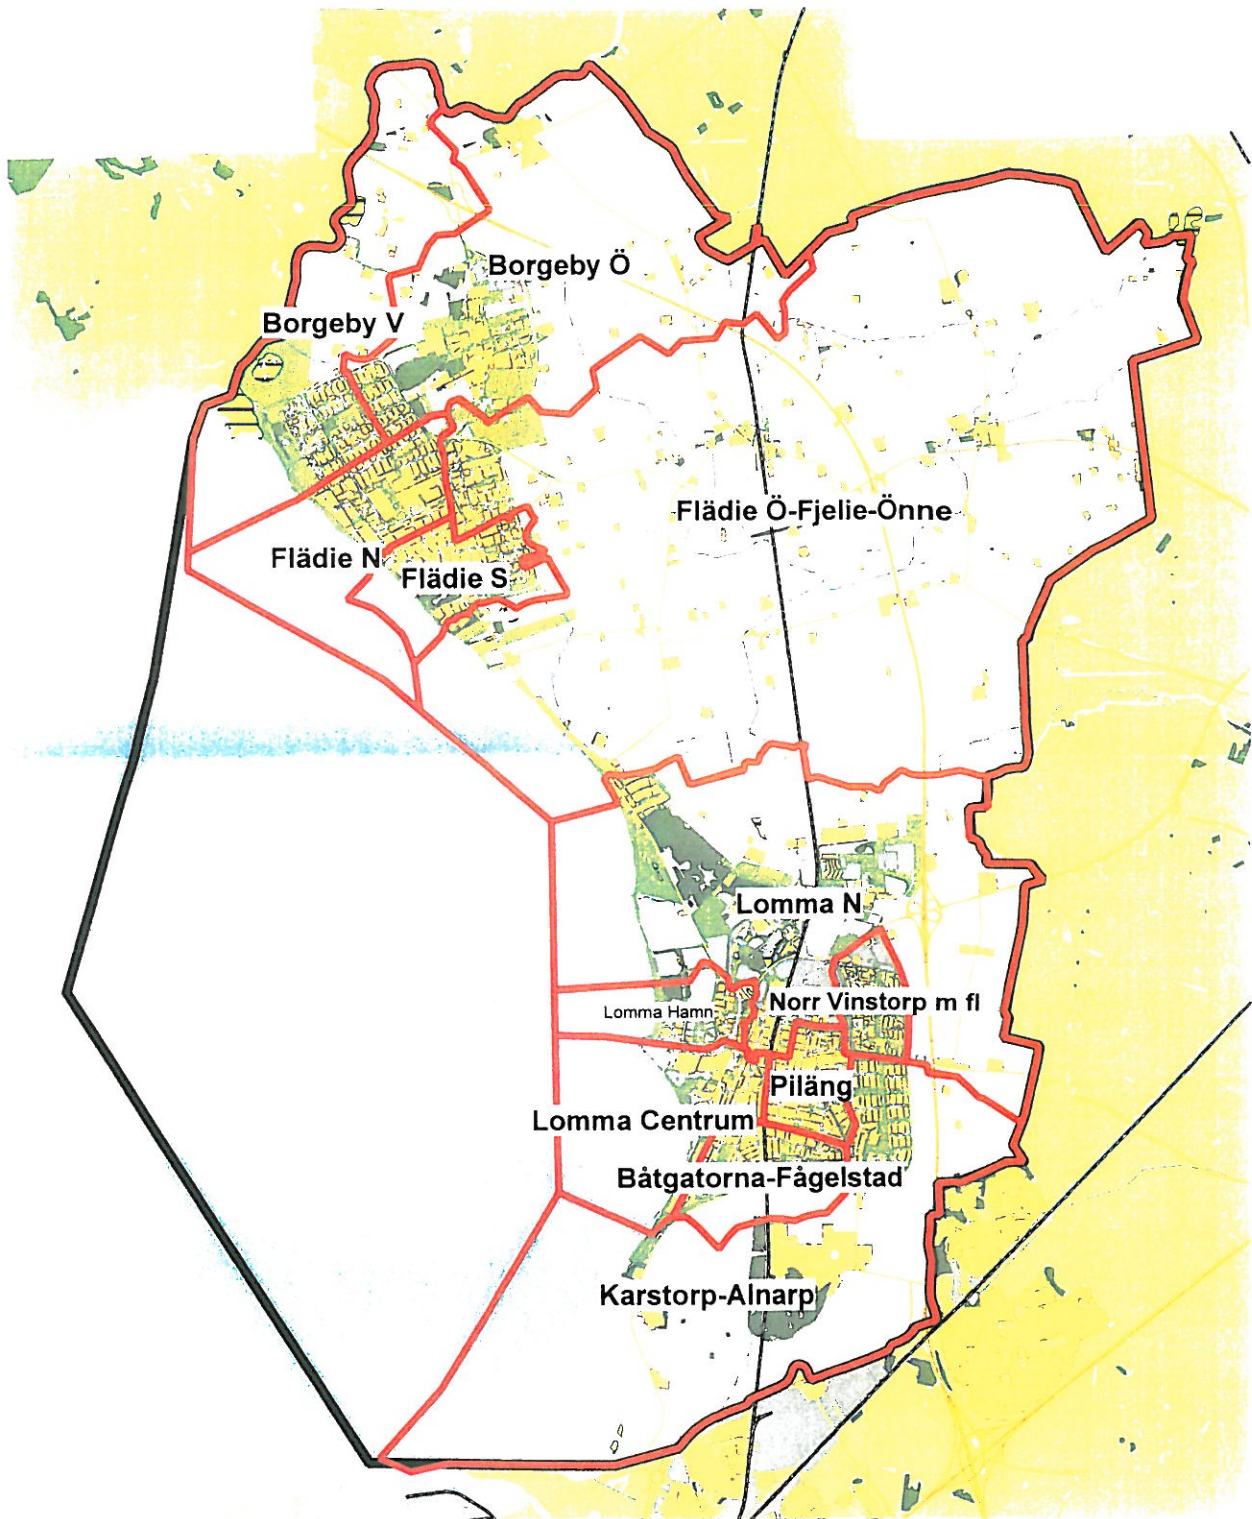 Borgeby Ö
Borgeby V
Flädie Ö-Fjelie-Önne
Flädie N
Flädie S
Lomma N
Norr Vinstorp m fl
Lomma Hamn
Piläng
Lomma Centrum
Båtgatorna-Fågelstad
Karstorp-Alnarp